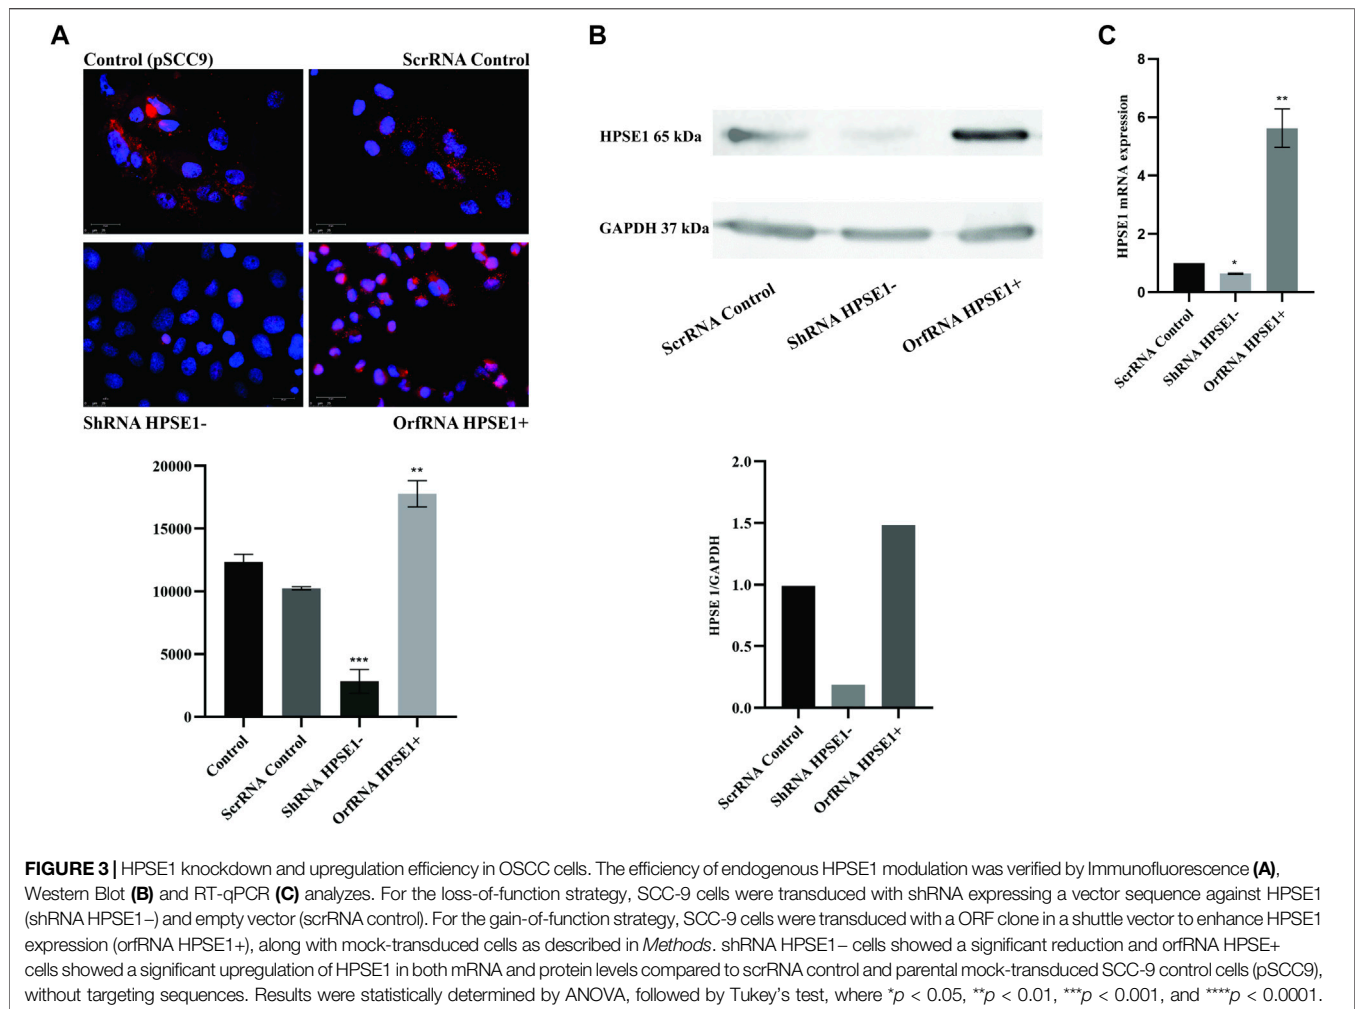 A
Control (pSCC9)
ScrRNA Control
ShRNA HPSE1-
OrfRNA HPSE1+
20000
15000
10000
5000
0
**
***
Control
ScrRNA Control
ShRNA HPSE1-
OrfRNA HPSE1+
B
HPSE1 65 kDa
GAPDH 37 kDa
ScrRNA Control
ShRNA HPSE1-
OrfRNA HPSE1+
HPSE 1/GAPDH
2.0
1.5
1.0
0.5
0.0
ScrRNA Control
ShRNA HPSE1-
OrfRNA HPSE1+
C
HPSE1 mRNA expression
8
6
4
2
0
*
**
ScrRNA Control
ShRNA HPSE1-
OrfRNA HPSE1+
FIGURE 3 | HPSE1 knockdown and upregulation efficiency in OSCC cells. The efficiency of endogenous HPSE1 modulation was verified by Immunofluorescence (A),
Western Blot (B) and RT-qPCR (C) analyzes. For the loss-of-function strategy, SCC-9 cells were transduced with shRNA expressing a vector sequence against HPSE1
(shRNA HPSE1−) and empty vector (scrRNA control). For the gain-of-function strategy, SCC-9 cells were transduced with a ORF clone in a shuttle vector to enhance HPSE1
expression (orfRNA HPSE1+), along with mock-transduced cells as described in Methods. shRNA HPSE1− cells showed a significant reduction and orfRNA HPSE+
cells showed a significant upregulation of HPSE1 in both mRNA and protein levels compared to scrRNA control and parental mock-transduced SCC-9 control cells (pSCC9),
without targeting sequences. Results were statistically determined by ANOVA, followed by Tukey's test, where *p < 0.05, **p < 0.01, ***p < 0.001, and ****p < 0.0001.